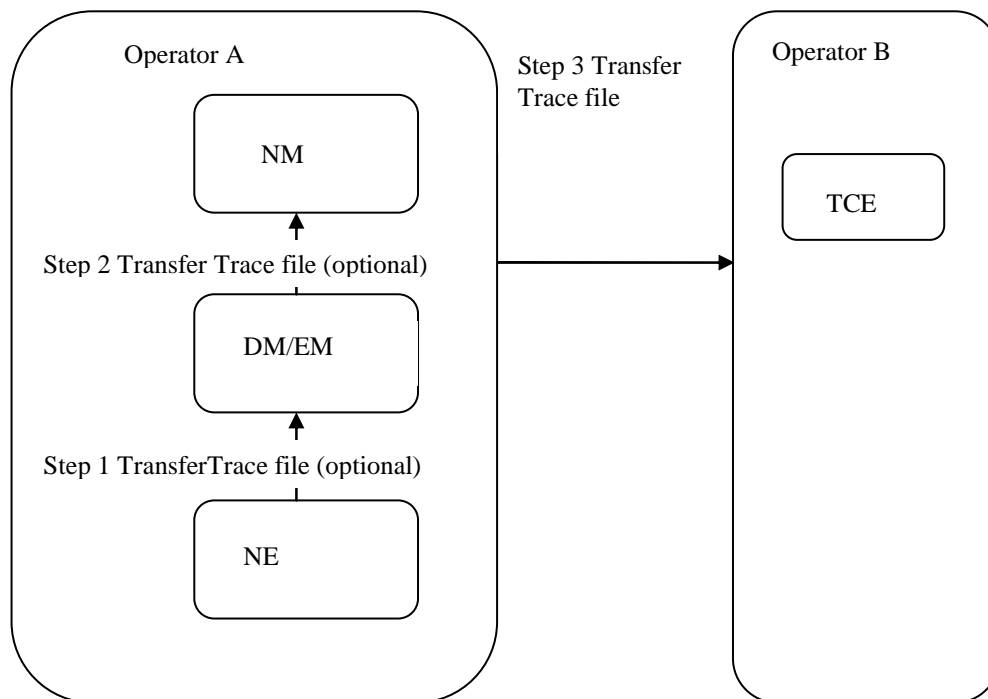 Operator A
NM
Step 2 Transfer Trace file (optional)
DM/EM
Step 1 TransferTrace file (optional)
NE
Step 3 Transfer
Trace file
Operator B
TCE